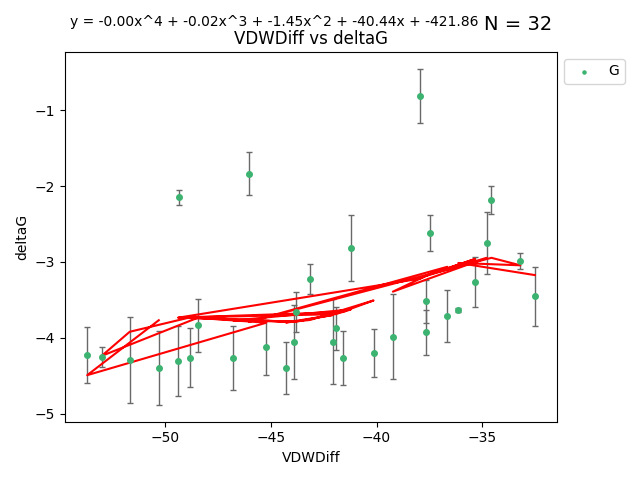 y = -0.00x^4 + -0.02x^3 + -1.45x^2 + -40.44x + -421.86 N = 32
VDWDiff vs deltaG
G
deltaG
−1
−2
−3
−4
−5
−50 −45 −40 −35
VDWDiff